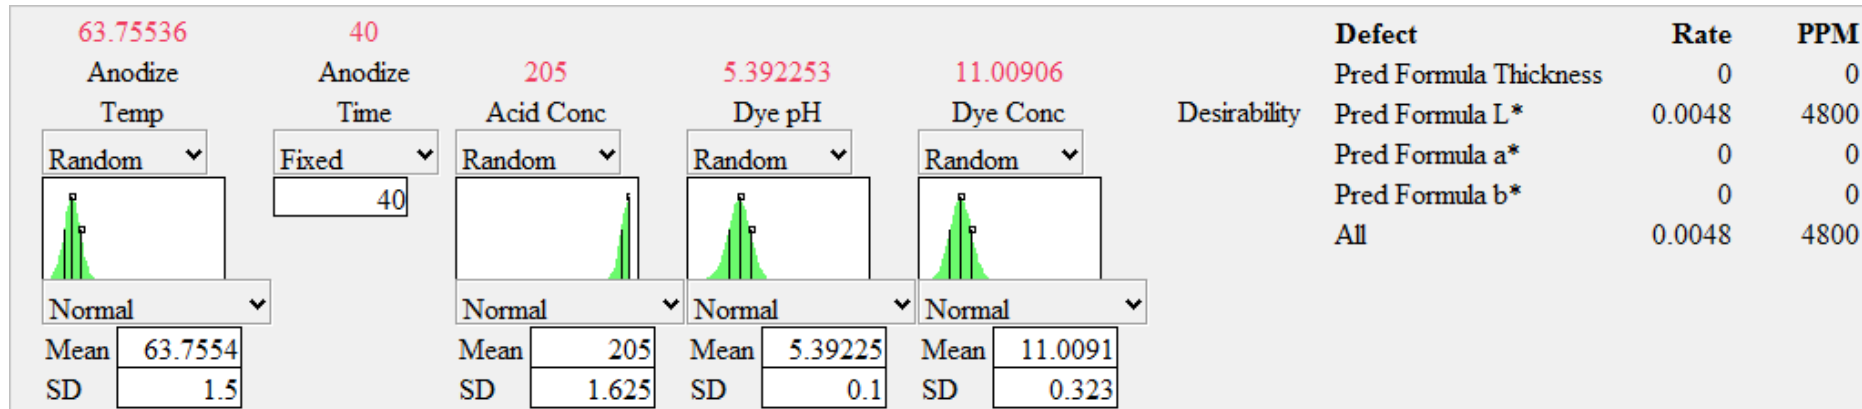 63.75536 40 Defect Rate PPM
Anodize Anodize 205 5.392253 11.00906 Pred Formula Thickness 0 0
Temp Time Acid Conc Dye pH Dye Conc Desirability Pred Formula L* 0.0048 4800
Random Fixed Random Random Random Pred Formula a* 0 0
40 Pred Formula b* 0 0
All 0.0048 4800
Normal Normal Normal Normal
Mean 63.7554 Mean 205 Mean 5.39225 Mean 11.0091
SD 1.5 SD 1.625 SD 0.1 SD 0.323